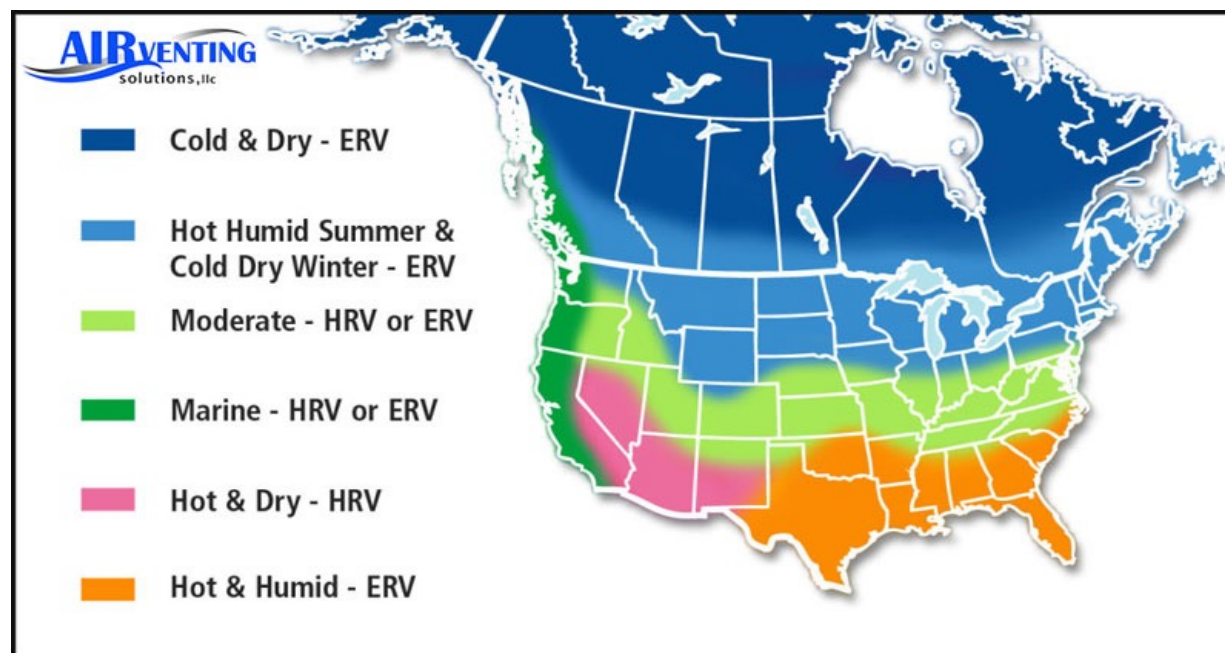 AIRVENTING
solutions,llc
Cold & Dry - ERV
Hot Humid Summer &
Cold Dry Winter - ERV
Moderate - HRV or ERV
Marine - HRV or ERV
Hot & Dry - HRV
Hot & Humid - ERV